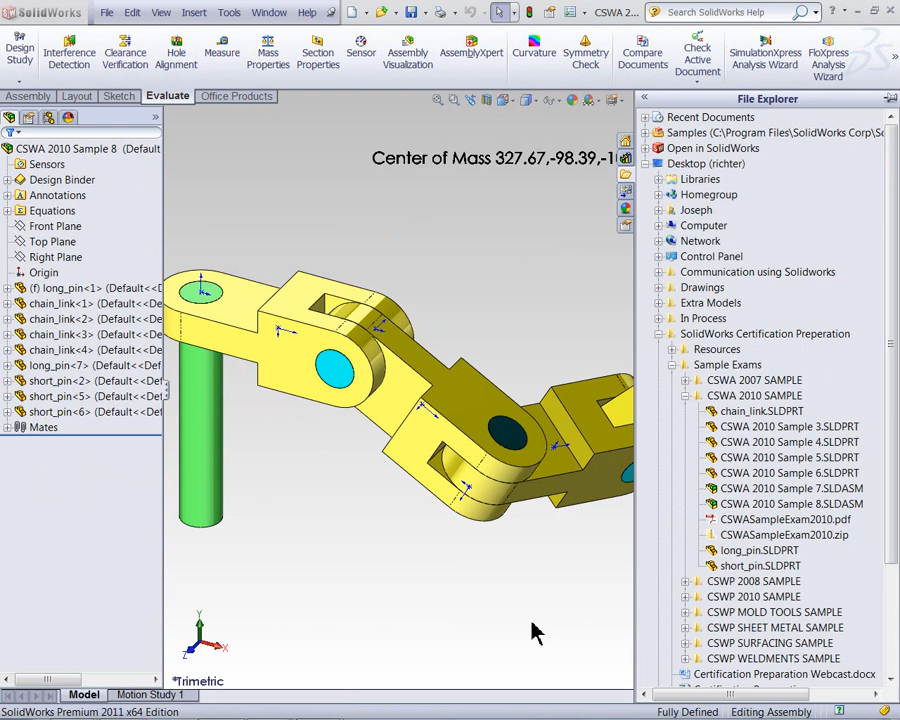 SolidWorks File Edit View Insert Tools Window Help CSWA 2... Search SolidWorks Help
Design Study
Interference Detection
Clearance Verification
Hole Alignment
Measure
Mass Properties
Section Properties
Sensor
Assembly Visualization
AssemblyXpert
Curvature
Symmetry Check
Compare Documents
Check Active Document
SimulationXpress Analysis Wizard
FloXpress Analysis Wizard
Assembly Layout Sketch Evaluate Office Products
CSWA 2010 Sample 8 (Default
Sensors
Design Binder
Annotations
Equations
Front Plane
Top Plane
Right Plane
Origin
(f) long_pin<1> (Default<<De
chain_link<1> (Default<<De
chain_link<2> (Default<<De
chain_link<3> (Default<<De
chain_link<4> (Default<<De
long_pin<7> (Default<<Def
short_pin<2> (Default<<Def
short_pin<5> (Default<<Def
short_pin<6> (Default<<Def
Mates
Center of Mass 327.67,-98.39,-1
Y
X
Z
*Trimetric
File Explorer
Recent Documents
Samples (C:\Program Files\SolidWorks Corp\So
Open in SolidWorks
Desktop (richter)
Libraries
Homegroup
Joseph
Computer
Network
Control Panel
Communication using Solidworks
Drawings
Extra Models
In Process
SolidWorks Certification Preperation
Resources
Sample Exams
CSWA 2007 SAMPLE
CSWA 2010 SAMPLE
chain_link.SLDPRT
CSWA 2010 Sample 3.SLDPRT
CSWA 2010 Sample 4.SLDPRT
CSWA 2010 Sample 5.SLDPRT
CSWA 2010 Sample 6.SLDPRT
CSWA 2010 Sample 7.SLDASM
CSWA 2010 Sample 8.SLDASM
CSWASampleExam2010.pdf
CSWASampleExam2010.zip
long_pin.SLDPRT
short_pin.SLDPRT
CSWP 2008 SAMPLE
CSWP 2010 SAMPLE
CSWP MOLD TOOLS SAMPLE
CSWP SHEET METAL SAMPLE
CSWP SURFACING SAMPLE
CSWP WELDMENTS SAMPLE
Certification Preparation Webcast.docx
Model Motion Study 1
SolidWorks Premium 2011 x64 Edition Fully Defined Editing Assembly